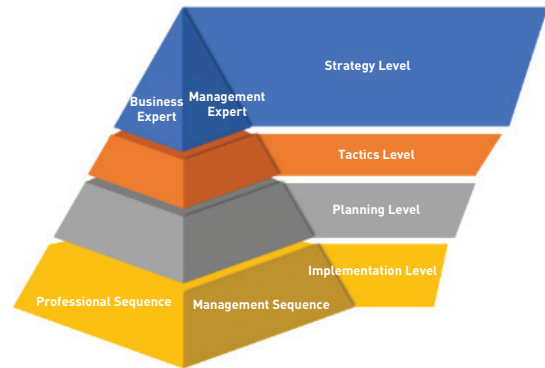 Strategy Level
Business
Expert
Management
Expert
Tactics Level
Planning Level
Implementation Level
Professional Sequence
Management Sequence